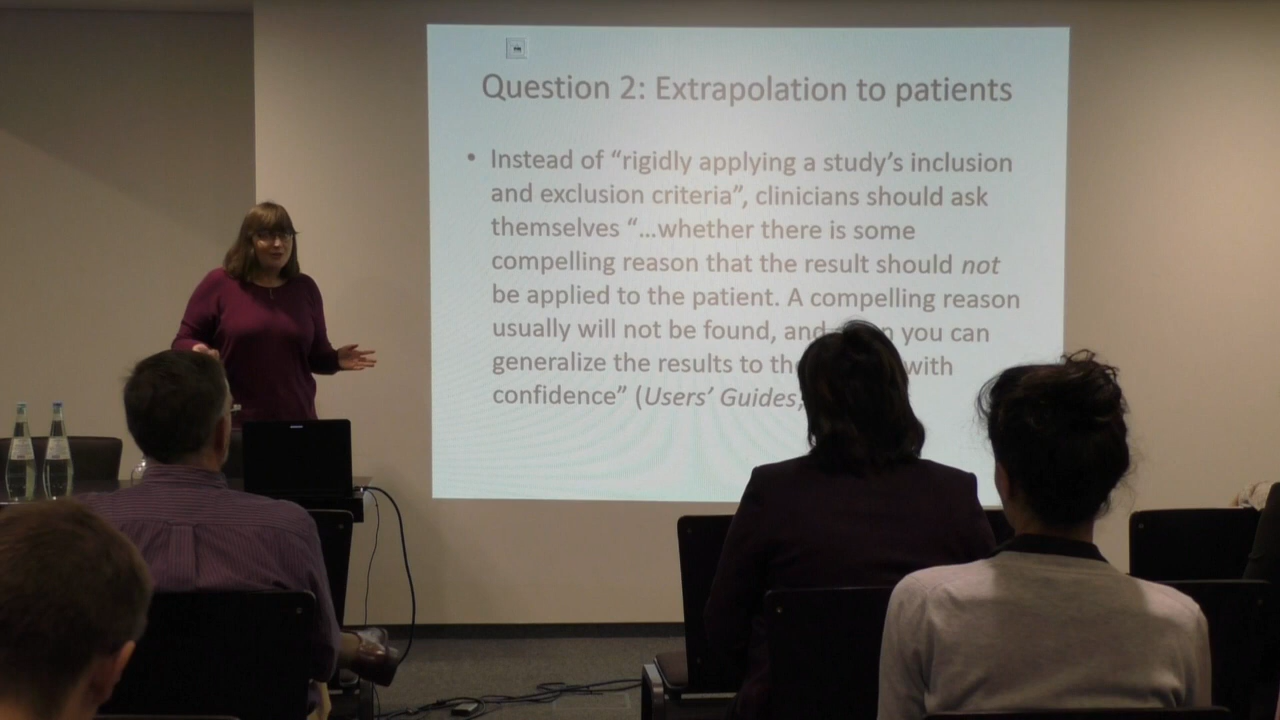 Question 2: Extrapolation to patients
• Instead of “rigidly applying a study’s inclusion
and exclusion criteria”, clinicians should ask
themselves “...whether there is some
compelling reason that the result should not
be applied to the patient. A compelling reason
usually will not be found, and you can
generalize the results to with
confidence” (Users’ Guides,